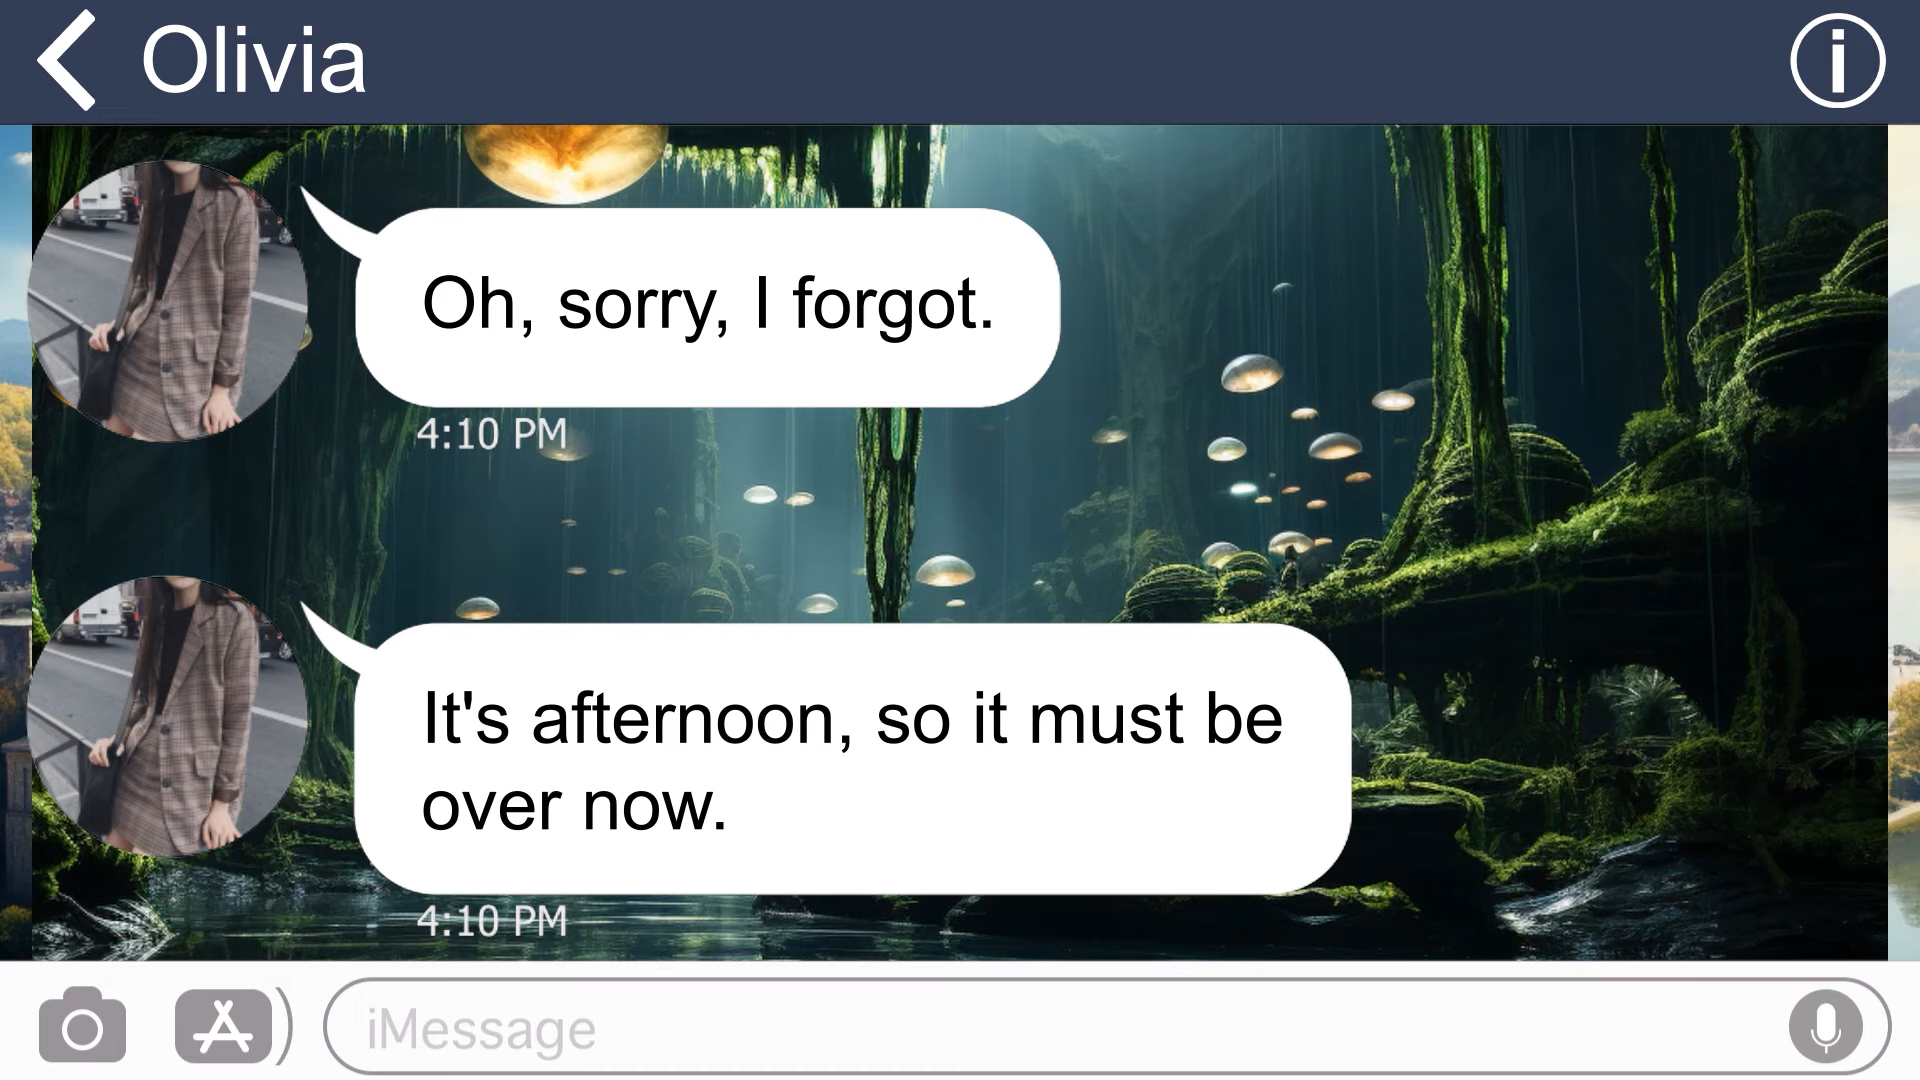 Olivia
Oh, sorry, I forgot.
4:10 PM
It's afternoon, so it must be
over now.
4:10 PM
iMessage